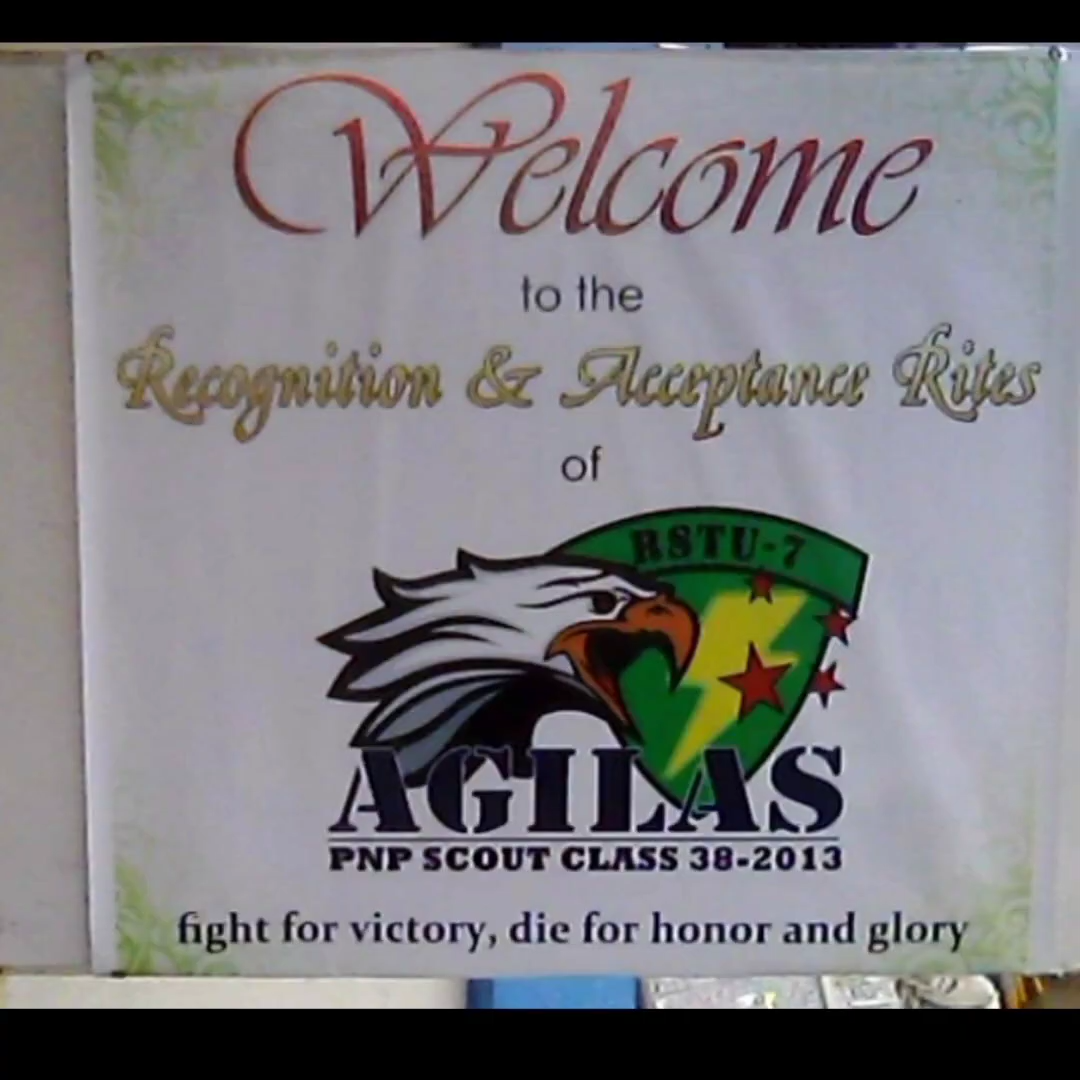 Welcome
to the
Recognition & Acceptance Rites
of
RSTU-7
AGILAS
PNP SCOUT CLASS 38-2013
fight for victory, die for honor and glory